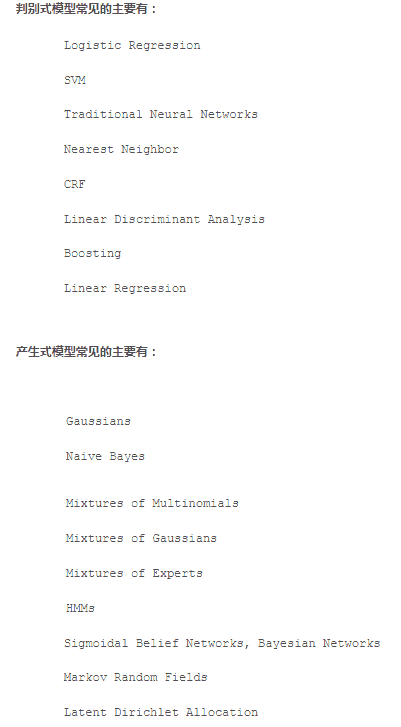 判别式模型常见的主要有：
Logistic Regression
SVM
Traditional Neural Networks
Nearest Neighbor
CRF
Linear Discriminant Analysis
Boosting
Linear Regression
产生式模型常见的主要有：
Gaussians
Naive Bayes
Mixtures of Multinomials
Mixtures of Gaussians
Mixtures of Experts
HMMs
Sigmoidal Belief Networks, Bayesian Networks
Markov Random Fields
Latent Dirichlet Allocation